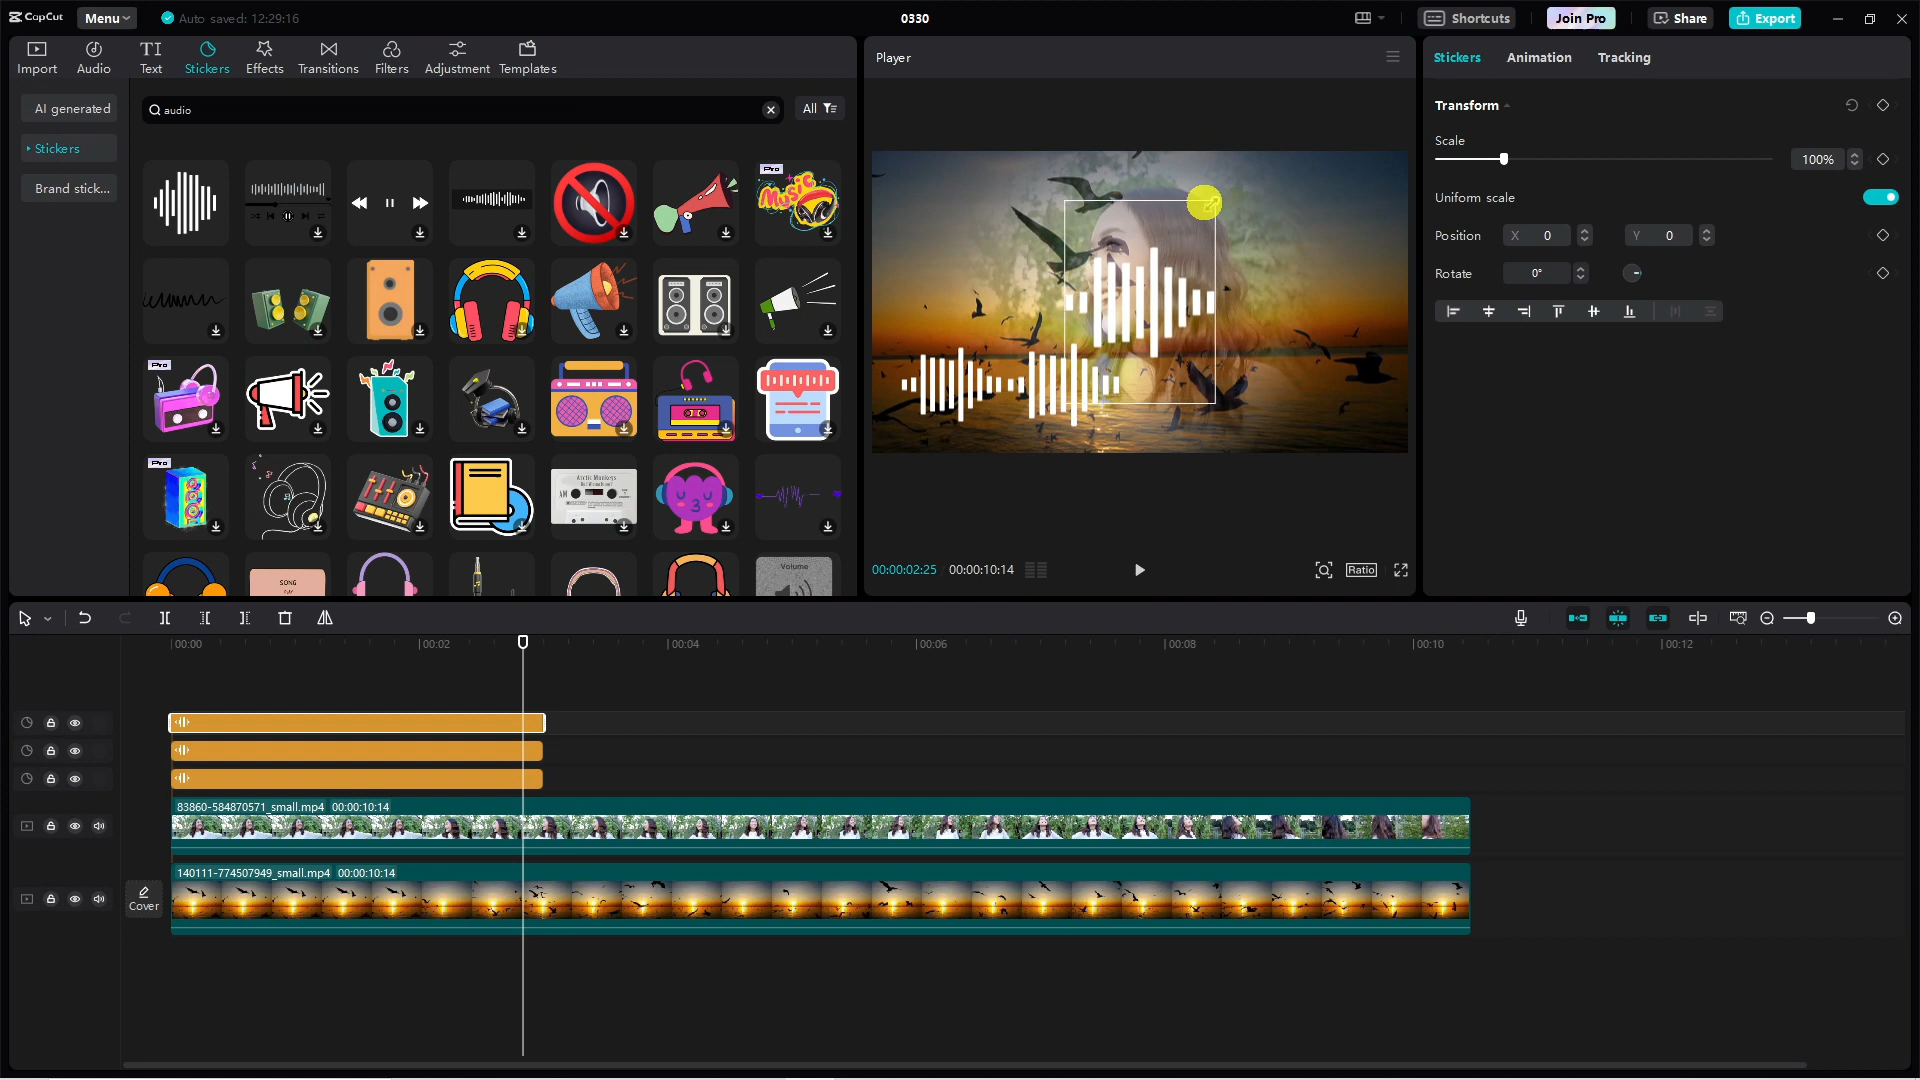 CapCut
Menu
Auto saved: 12:29:16
0330
Shortcuts
Join Pro
Share
Export
Import
Audio
TI
Text
Stickers
Effects
Transitions
Filters
Adjustment
Templates
Player
Stickers
Animation
Tracking
AI generated
Stickers
Brand stick...
audio
All
Pro
Music
Pro
Pro
Arctic Monkeys
AM
SONG
Volume
Transform
Scale
100%
Uniform scale
Position
X 0
Y 0
Rotate
0°
00:00:02:25
00:00:10:14
Ratio
00:00
00:02
00:04
00:06
00:08
00:10
00:12
83860-584870571_small.mp4 00:00:10:14
140111-774507949_small.mp4 00:00:10:14
Cover